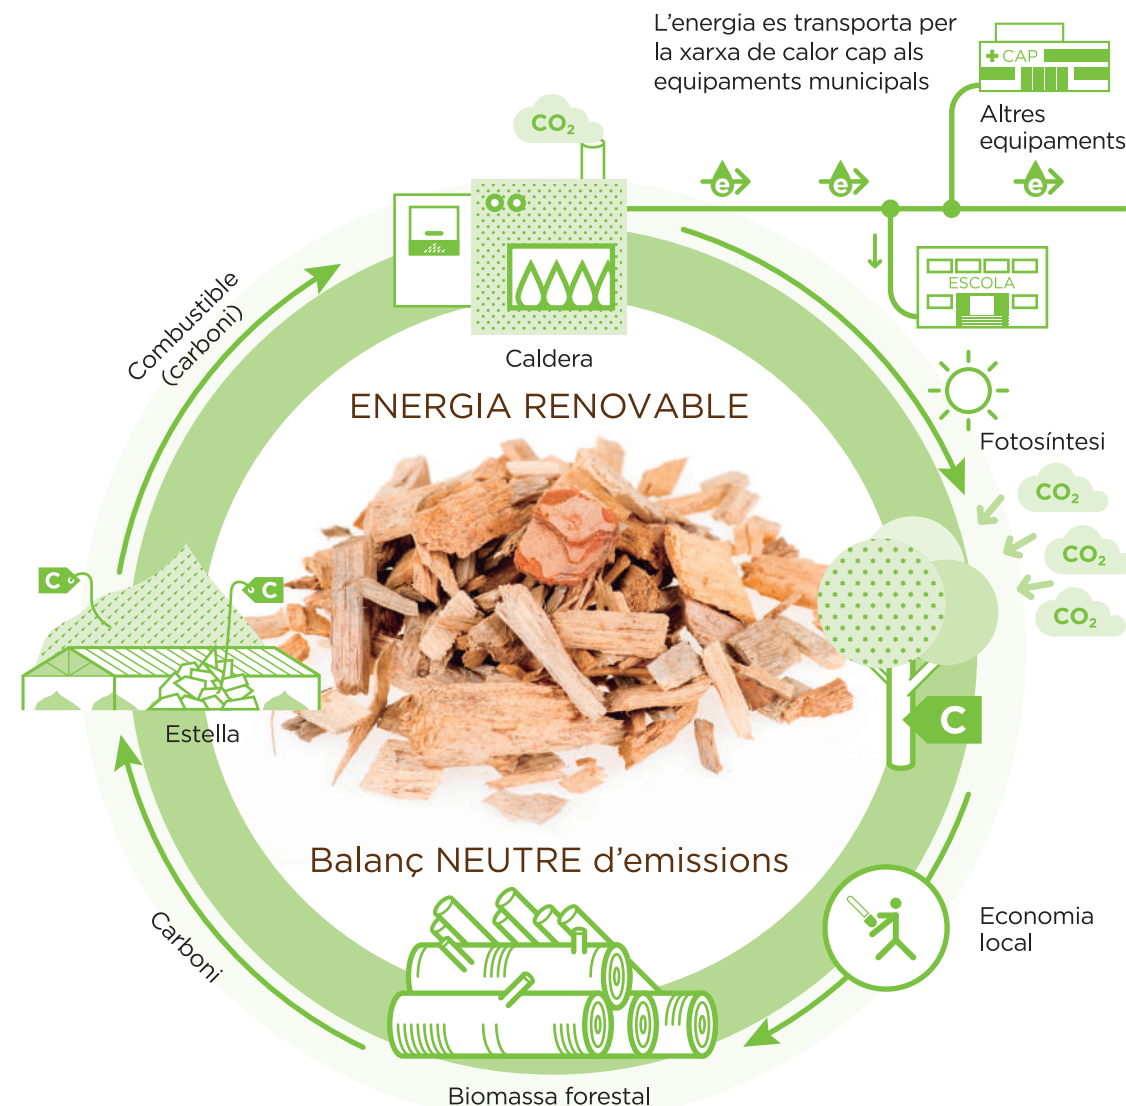 L'energia es transporta per
la xarxa de calor cap als
equipaments municipals
CAP
Altres
equipaments
CO₂
e
e
e
ESCOLA
Combustible
(carboni)
Caldera
ENERGIA RENOVABLE
Fotosíntesi
CO₂
CO₂
CO₂
C
C
Estella
C
Balanç NEUTRE d'emissions
Economia
local
Carboni
Biomassa forestal